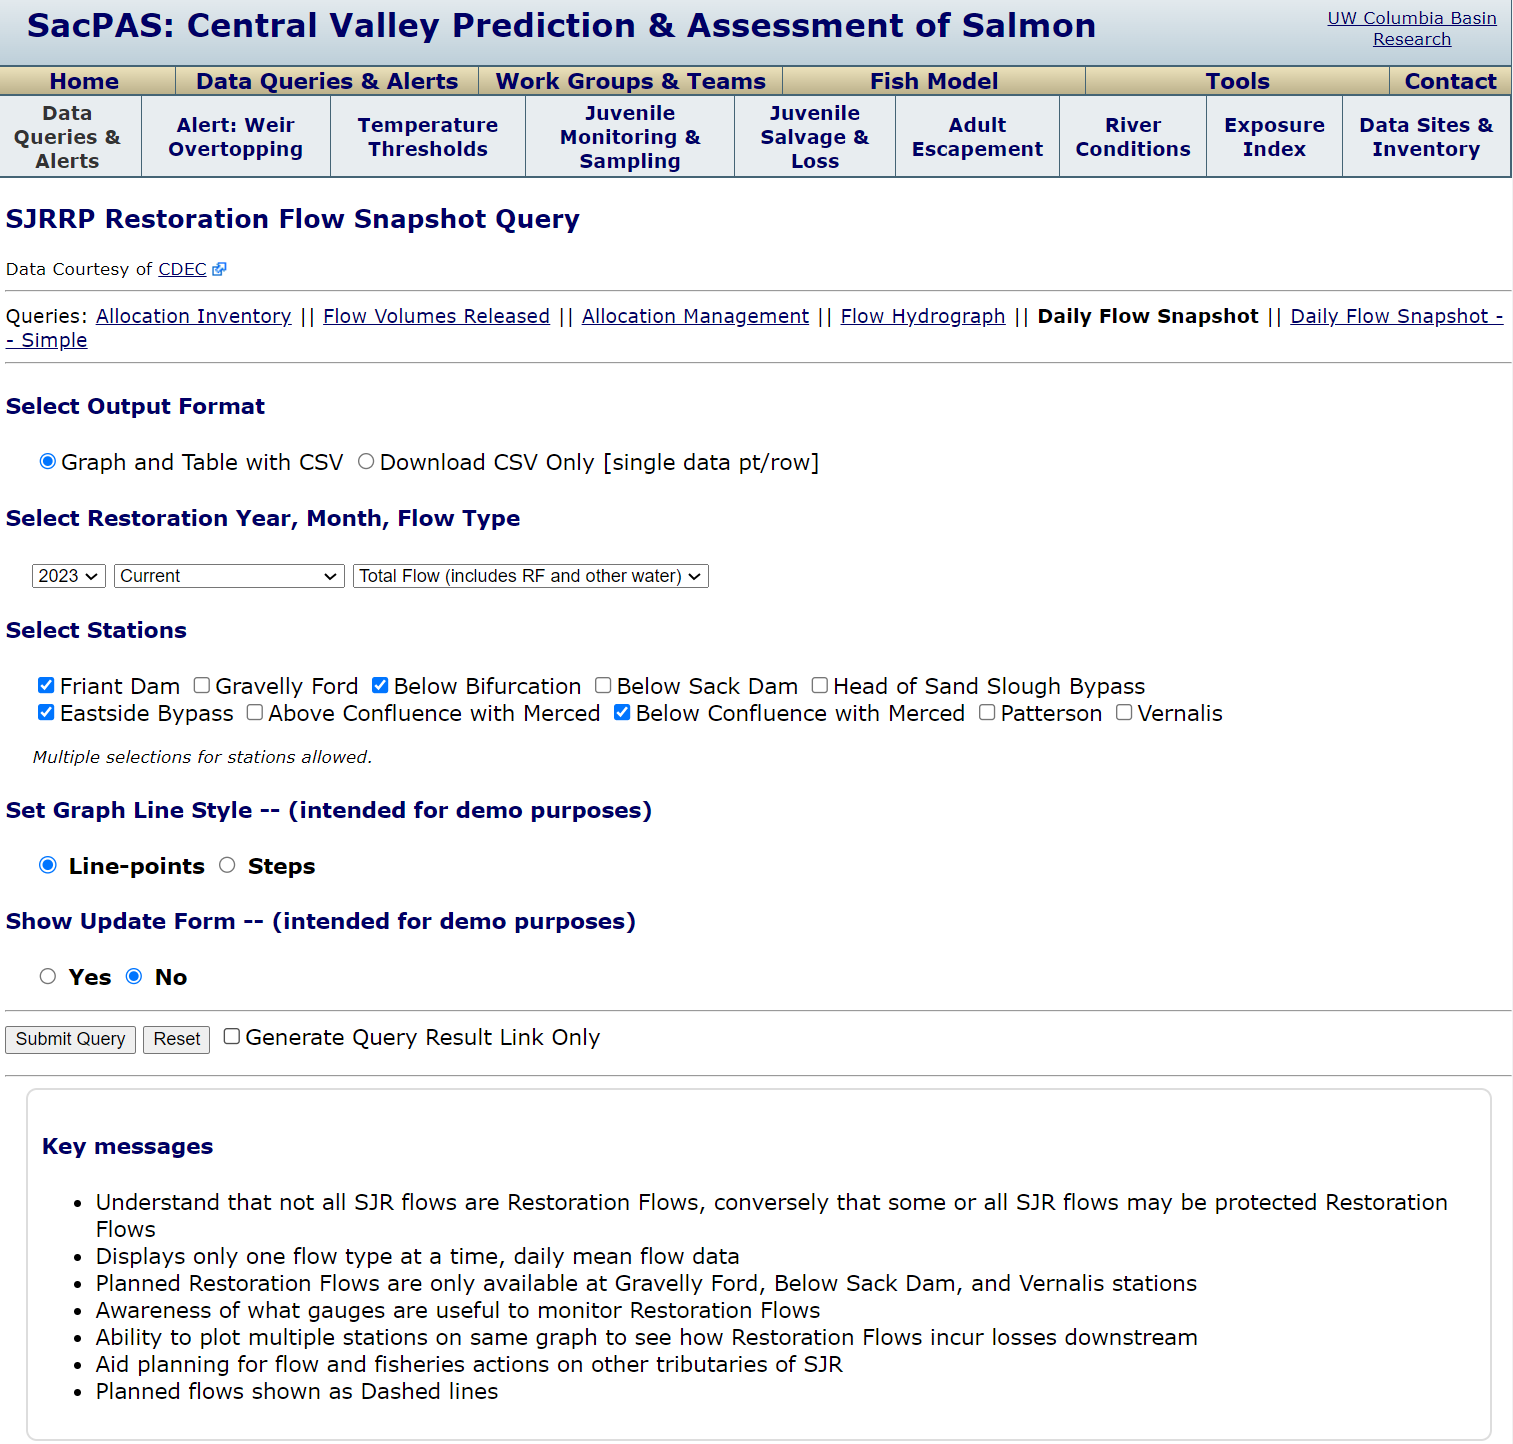 SacPAS: Central Valley Prediction & Assessment of Salmon
UW Columbia Basin
Research
Home Data Queries & Alerts Work Groups & Teams Fish Model Tools Contact
Data
Queries &
Alerts
Alert: Weir
Overtopping
Temperature
Thresholds
Juvenile
Monitoring &
Sampling
Juvenile
Salvage &
Loss
Adult
Escapement
River
Conditions
Exposure
Index
Data Sites &
Inventory
SJRRP Restoration Flow Snapshot Query
Data Courtesy of CDEC
Queries: Allocation Inventory || Flow Volumes Released || Allocation Management || Flow Hydrograph || Daily Flow Snapshot || Daily Flow Snapshot -
- Simple
Select Output Format
Graph and Table with CSV Download CSV Only [single data pt/row]
Select Restoration Year, Month, Flow Type
2023 Current Total Flow (includes RF and other water)
Select Stations
Friant Dam Gravelly Ford Below Bifurcation Below Sack Dam Head of Sand Slough Bypass
Eastside Bypass Above Confluence with Merced Below Confluence with Merced Patterson Vernalis
Multiple selections for stations allowed.
Set Graph Line Style -- (intended for demo purposes)
Line-points Steps
Show Update Form -- (intended for demo purposes)
Yes No
Submit Query Reset Generate Query Result Link Only
Key messages
• Understand that not all SJR flows are Restoration Flows, conversely that some or all SJR flows may be protected Restoration
Flows
• Displays only one flow type at a time, daily mean flow data
• Planned Restoration Flows are only available at Gravelly Ford, Below Sack Dam, and Vernalis stations
• Awareness of what gauges are useful to monitor Restoration Flows
• Ability to plot multiple stations on same graph to see how Restoration Flows incur losses downstream
• Aid planning for flow and fisheries actions on other tributaries of SJR
• Planned flows shown as Dashed lines